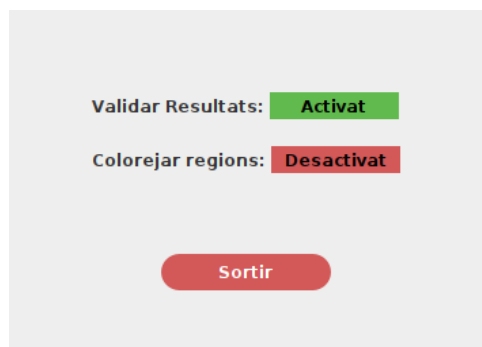 Validar Resultats: Activat
Colorejar regions: Desactivat
Sortir